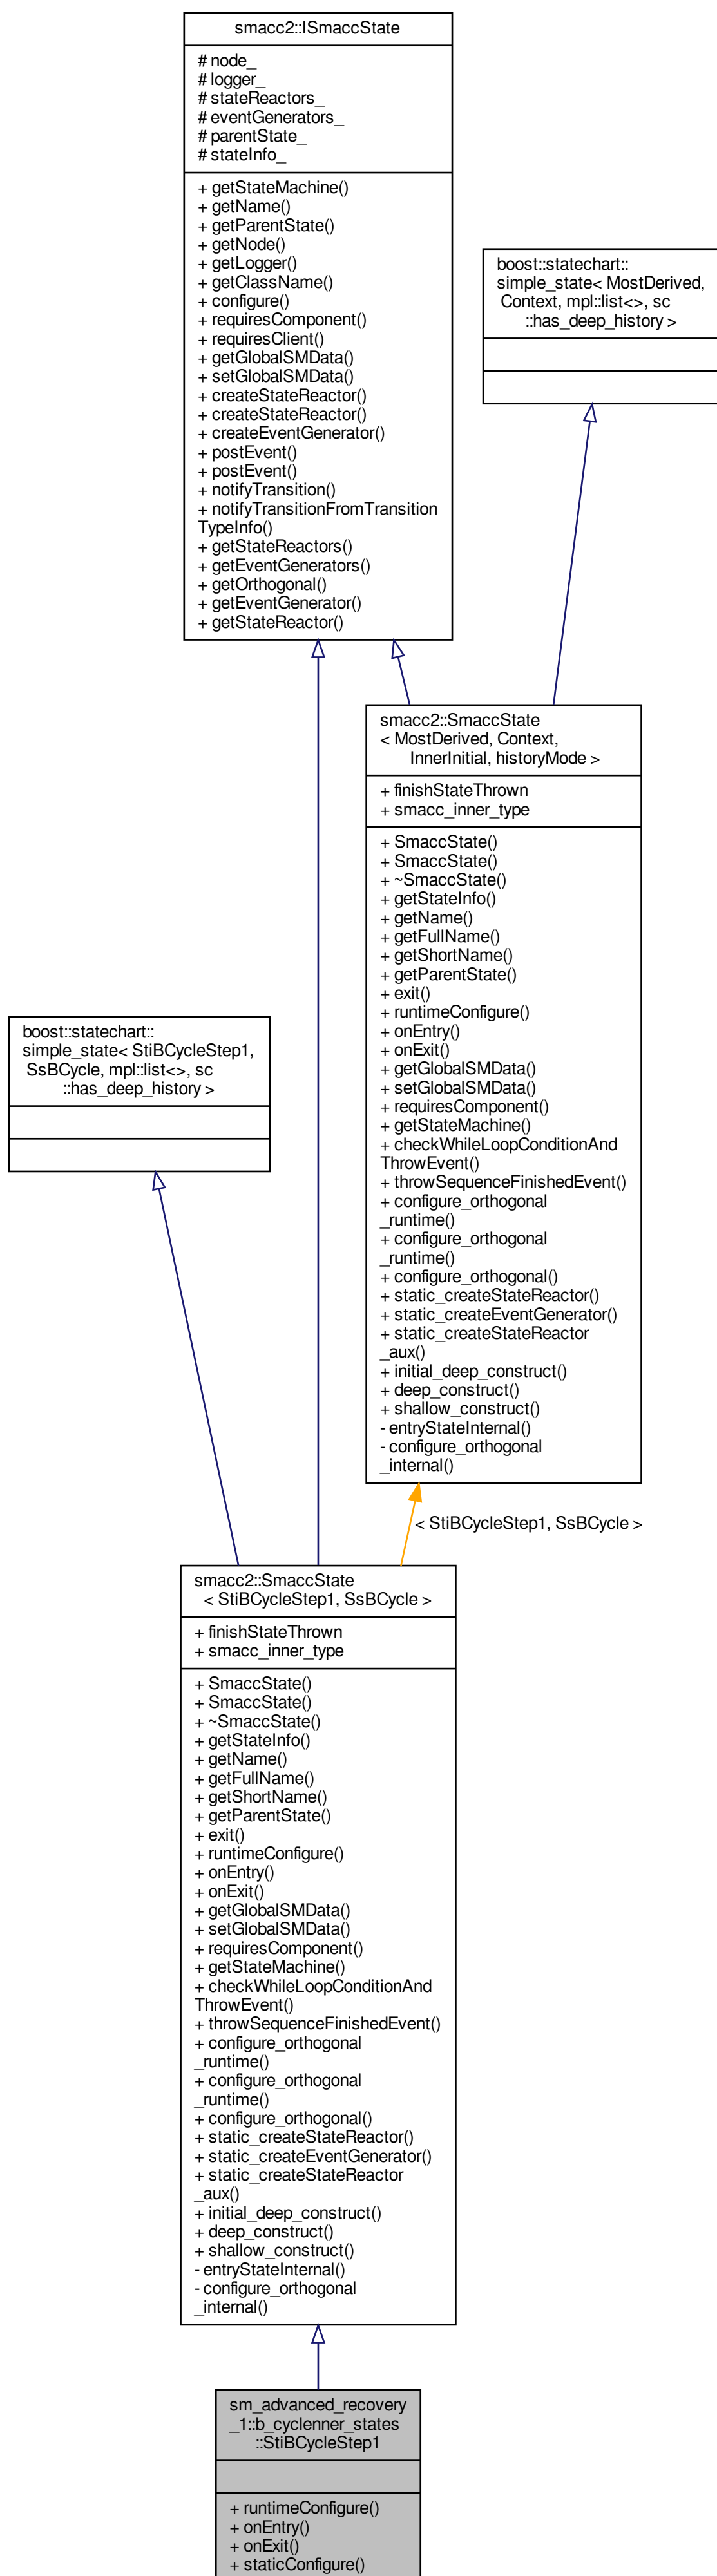 smacc2::ISmaccState
# node_
# logger_
# stateReactors_
# eventGenerators_
# parentState_
# stateInfo_
+ getStateMachine()
+ getName()
+ getParentState()
+ getNode()
+ getLogger()
+ getClassName()
+ configure()
+ requiresComponent()
+ requiresClient()
+ getGlobalSMData()
+ setGlobalSMData()
+ createStateReactor()
+ createStateReactor()
+ createEventGenerator()
+ postEvent()
+ postEvent()
+ notifyTransition()
+ notifyTransitionFromTransition
TypeInfo()
+ getStateReactors()
+ getEventGenerators()
+ getOrthogonal()
+ getEventGenerator()
+ getStateReactor()
boost::statechart::
simple_state< MostDerived,
Context, mpl::list<>, sc
::has_deep_history >
smacc2::SmaccState
< MostDerived, Context,
InnerInitial, historyMode >
+ finishStateThrown
+ smacc_inner_type
+ SmaccState()
+ SmaccState()
+ ~SmaccState()
+ getStateInfo()
+ getName()
+ getFullName()
+ getShortName()
+ getParentState()
+ exit()
+ runtimeConfigure()
+ onEntry()
+ onExit()
+ getGlobalSMData()
+ setGlobalSMData()
+ requiresComponent()
+ getStateMachine()
+ checkWhileLoopConditionAnd
ThrowEvent()
+ throwSequenceFinishedEvent()
+ configure_orthogonal
_runtime()
+ configure_orthogonal
_runtime()
+ configure_orthogonal()
+ static_createStateReactor()
+ static_createEventGenerator()
+ static_createStateReactor
_aux()
+ initial_deep_construct()
+ deep_construct()
+ shallow_construct()
- entryStateInternal()
- configure_orthogonal
_internal()
boost::statechart::
simple_state< StiBCycleStep1,
SsBCycle, mpl::list<>, sc
::has_deep_history >
< StiBCycleStep1, SsBCycle >
smacc2::SmaccState
< StiBCycleStep1, SsBCycle >
+ finishStateThrown
+ smacc_inner_type
+ SmaccState()
+ SmaccState()
+ ~SmaccState()
+ getStateInfo()
+ getName()
+ getFullName()
+ getShortName()
+ getParentState()
+ exit()
+ runtimeConfigure()
+ onEntry()
+ onExit()
+ getGlobalSMData()
+ setGlobalSMData()
+ requiresComponent()
+ getStateMachine()
+ checkWhileLoopConditionAnd
ThrowEvent()
+ throwSequenceFinishedEvent()
+ configure_orthogonal
_runtime()
+ configure_orthogonal
_runtime()
+ configure_orthogonal()
+ static_createStateReactor()
+ static_createEventGenerator()
+ static_createStateReactor
_aux()
+ initial_deep_construct()
+ deep_construct()
+ shallow_construct()
- entryStateInternal()
- configure_orthogonal
_internal()
sm_advanced_recovery
_1::b_cyclenner_states
::StiBCycleStep1
+ runtimeConfigure()
+ onEntry()
+ onExit()
+ staticConfigure()